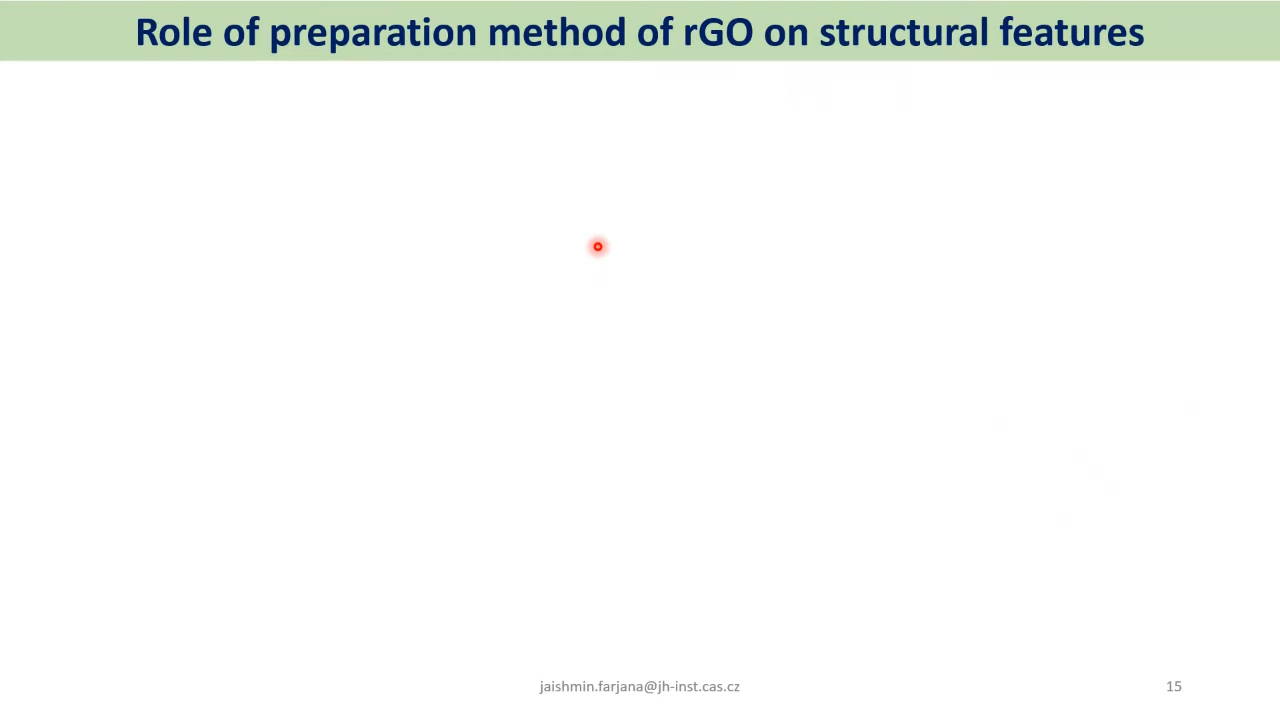 Role of preparation method of rGO on structural features
jaishmin.farjana@jh-inst.cas.cz
15